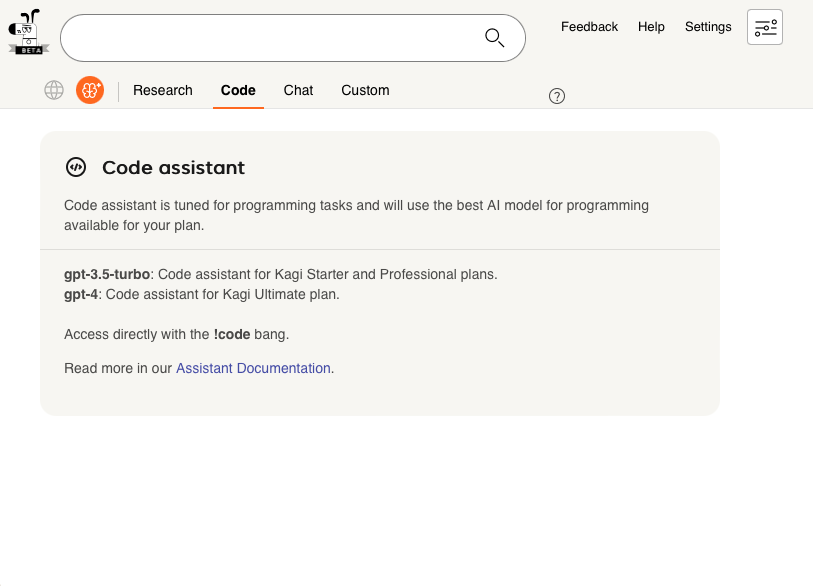 BETA
Feedback Help Settings
Research Code Chat Custom
?
Code assistant
Code assistant is tuned for programming tasks and will use the best AI model for programming
available for your plan.
gpt-3.5-turbo: Code assistant for Kagi Starter and Professional plans.
gpt-4: Code assistant for Kagi Ultimate plan.
Access directly with the !code bang.
Read more in our Assistant Documentation.